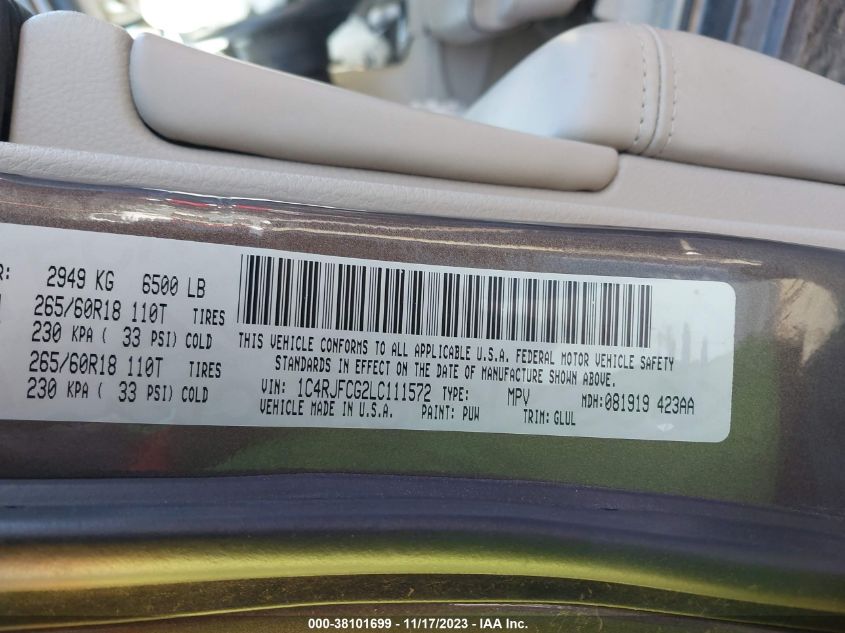 R: 2949 KG 6500 LB
265/60R18 110T TIRES
230 KPA ( 33 PSI) COLD
265/60R18 110T TIRES
230 KPA ( 33 PSI) COLD
THIS VEHICLE CONFORMS TO ALL APPLICABLE U.S.A. FEDERAL MOTOR VEHICLE SAFETY
STANDARDS IN EFFECT ON THE DATE OF MANUFACTURE SHOWN ABOVE.
VIN: 1C4RJFCG2LC111572 TYPE: MPV MDH:081919 423AA
VEHICLE MADE IN U.S.A. PAINT: PUW TRIM: GLUL
000-38101699 - 11/17/2023 - IAA Inc.